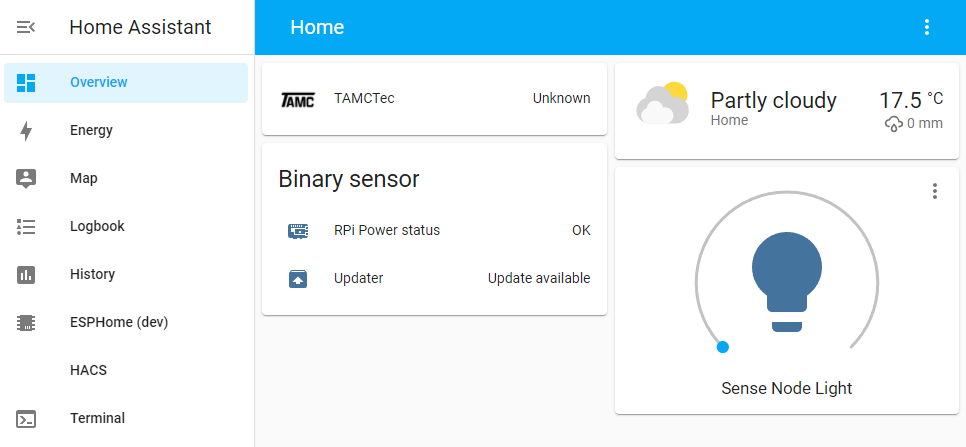 Home Assistant
Overview
Energy
Map
Logbook
History
ESPHome (dev)
HACS
Terminal
Home
TAMC TAMCTec Unknown
Binary sensor
RPi Power status OK
Updater Update available
Partly cloudy 17.5 °C
Home 0 mm
Sense Node Light